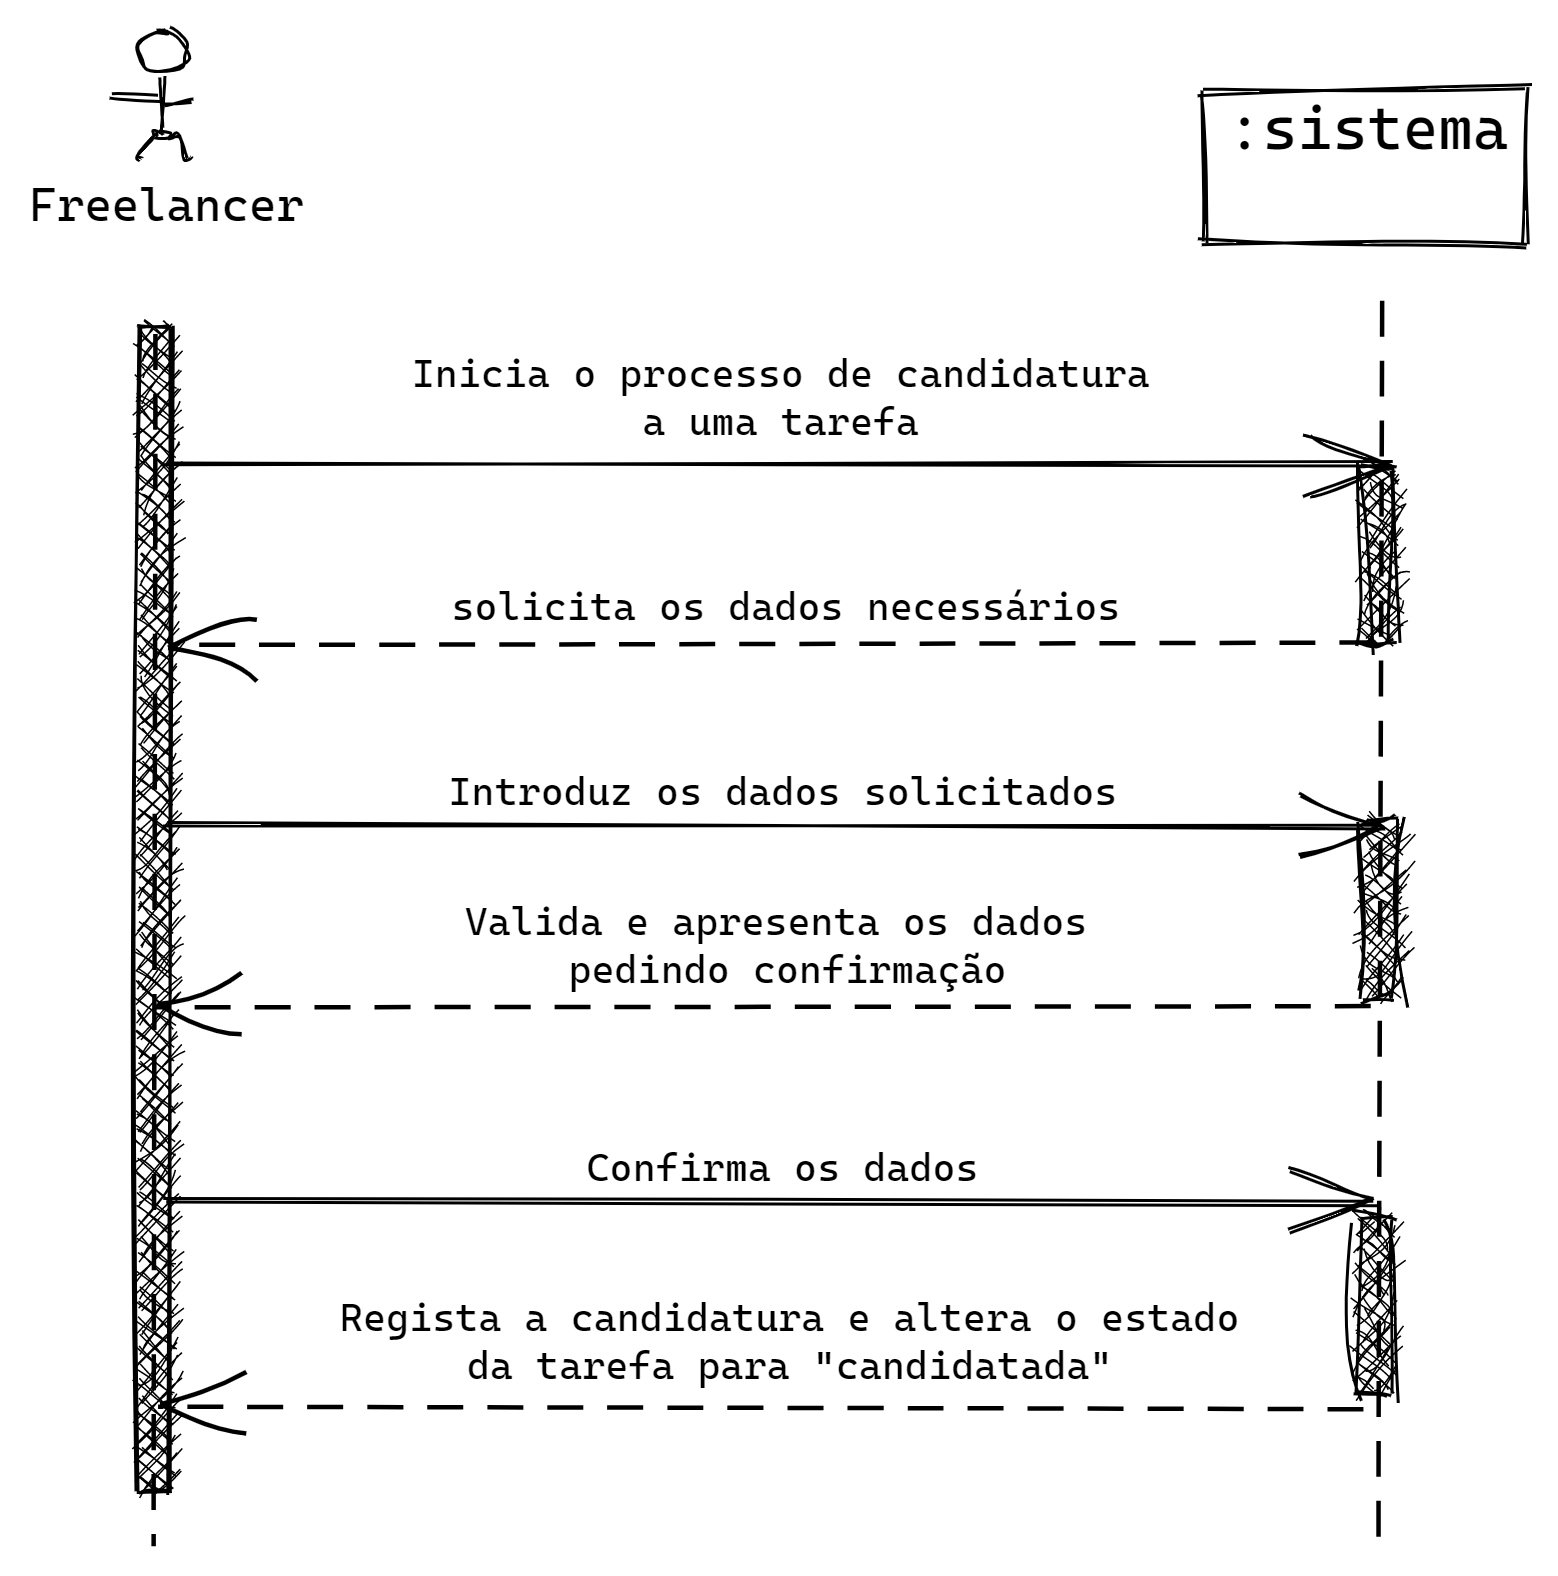 Freelancer
:sistema
Inicia o processo de candidatura
a uma tarefa
solicita os dados necessários
Introduz os dados solicitados
Valida e apresenta os dados
pedindo confirmação
Confirma os dados
Regista a candidatura e altera o estado
da tarefa para "candidatada"